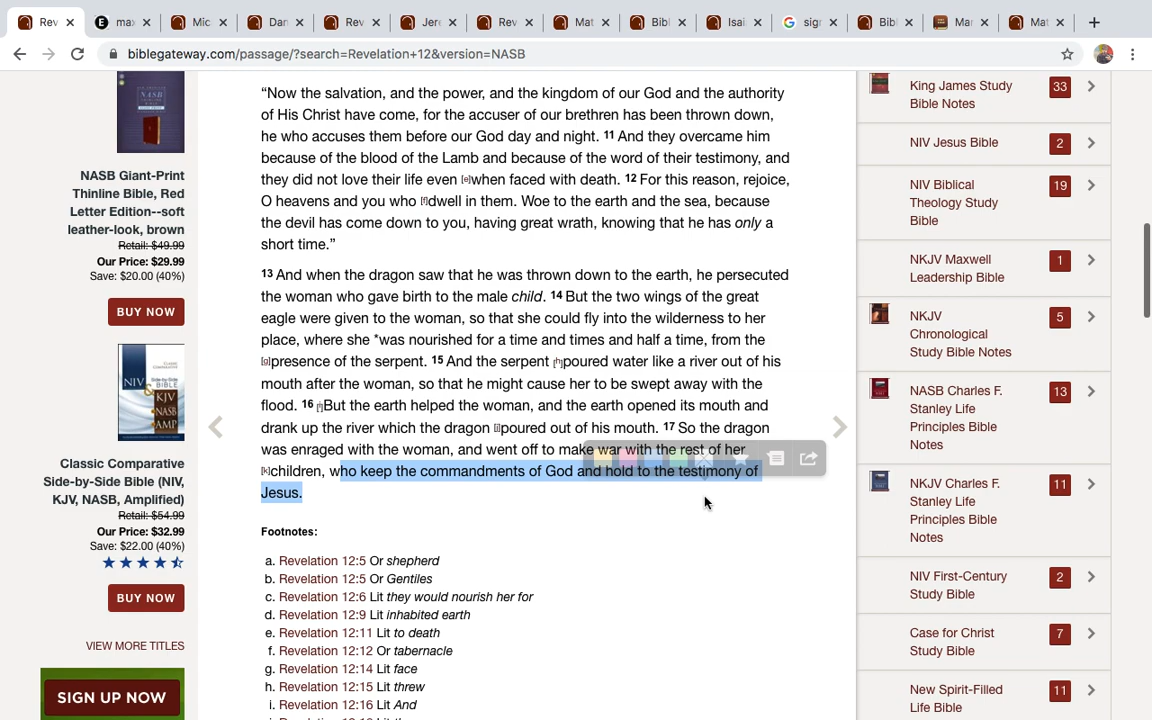 Rev
max
Mic
Dan
Rev
Jere
Rev
Mat
Bibl
Isai
sigr
Bibl
Mar
Mat
biblegateway.com/passage/?search=Revelation+12&version=NASB
NASB Giant-Print
Thinline Bible, Red
Letter Edition--soft
leather-look, brown
Retail: $49.99
Our Price: $29.99
Save: $20.00 (40%)
BUY NOW
Classic Comparative
Side-by-Side Bible (NIV,
KJV, NASB, Amplified)
Retail: $54.99
Our Price: $32.99
Save: $22.00 (40%)
BUY NOW
VIEW MORE TITLES
SIGN UP NOW
“Now the salvation, and the power, and the kingdom of our God and the authority
of His Christ have come, for the accuser of our brethren has been thrown down,
he who accuses them before our God day and night. 11 And they overcame him
because of the blood of the Lamb and because of the word of their testimony, and
they did not love their life even [e]when faced with death. 12 For this reason, rejoice,
O heavens and you who [f]dwell in them. Woe to the earth and the sea, because
the devil has come down to you, having great wrath, knowing that he has only a
short time.”
13 And when the dragon saw that he was thrown down to the earth, he persecuted
the woman who gave birth to the male child. 14 But the two wings of the great
eagle were given to the woman, so that she could fly into the wilderness to her
place, where she *was nourished for a time and times and half a time, from the
[g]presence of the serpent. 15 And the serpent [h]poured water like a river out of his
mouth after the woman, so that he might cause her to be swept away with the
flood. 16 [i]But the earth helped the woman, and the earth opened its mouth and
drank up the river which the dragon [j]poured out of his mouth. 17 So the dragon
was enraged with the woman, and went off to make war with the rest of her
[k]children, who keep the commandments of God and hold to the testimony of
Jesus.
Footnotes:
a. Revelation 12:5 Or shepherd
b. Revelation 12:5 Or Gentiles
c. Revelation 12:6 Lit they would nourish her for
d. Revelation 12:9 Lit inhabited earth
e. Revelation 12:11 Lit to death
f. Revelation 12:12 Or tabernacle
g. Revelation 12:14 Lit face
h. Revelation 12:15 Lit threw
i. Revelation 12:16 Lit And
King James Study
Bible Notes
33
NIV Jesus Bible
2
NIV Biblical
Theology Study
Bible
19
NKJV Maxwell
Leadership Bible
1
NKJV
Chronological
Study Bible Notes
5
NASB Charles F.
Stanley Life
Principles Bible
Notes
13
NKJV Charles F.
Stanley Life
Principles Bible
Notes
11
NIV First-Century
Study Bible
2
Case for Christ
Study Bible
7
New Spirit-Filled
Life Bible
11